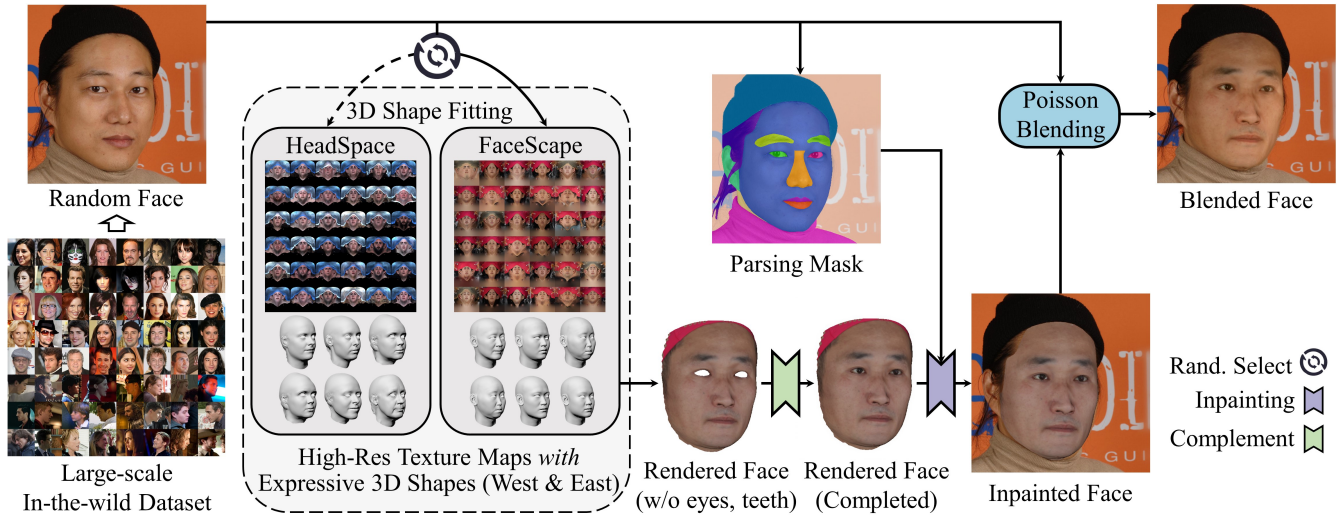 Random Face
Large-scale
In-the-wild Dataset
3D Shape Fitting
HeadSpace
FaceScape
High-Res Texture Maps with
Expressive 3D Shapes (West & East)
Parsing Mask
Rendered Face
(w/o eyes, teeth)
Rendered Face
(Completed)
Inpainted Face
Poisson
Blending
Blended Face
Rand. Select
Inpainting
Complement